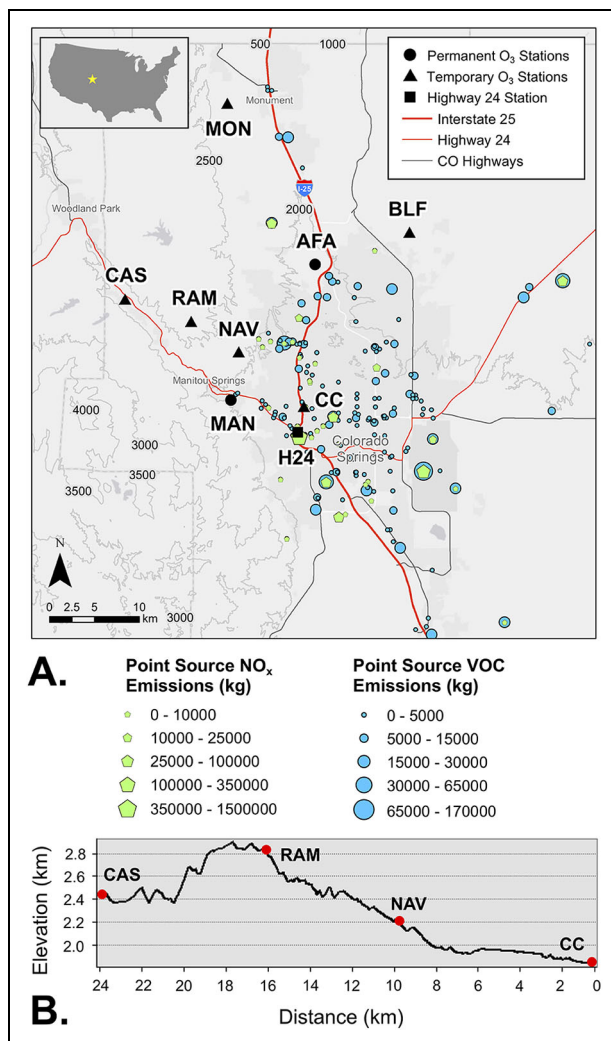 500 1000
Permanent O₃ Stations
Temporary O₃ Stations
Highway 24 Station
Interstate 25
Highway 24
CO Highways
Monument
MON
2500
I-25
2000
BLF
Woodland Park
AFA
CAS
RAM
NAV
Manitou Springs
CC
4000
MAN
3000
H24
Colorado
Springs
3500
3500
N
0 2.5 5 10
km
3000
A.
Point Source NOₓ
Emissions (kg)
0 - 10000
10000 - 25000
25000 - 100000
100000 - 350000
350000 - 1500000
Point Source VOC
Emissions (kg)
0 - 5000
5000 - 15000
15000 - 30000
30000 - 65000
65000 - 170000
Elevation (km)
2.8
2.6
2.4
2.2
2.0
CAS
RAM
NAV
CC
24 22 20 18 16 14 12 10 8 6 4 2 0
Distance (km)
B.